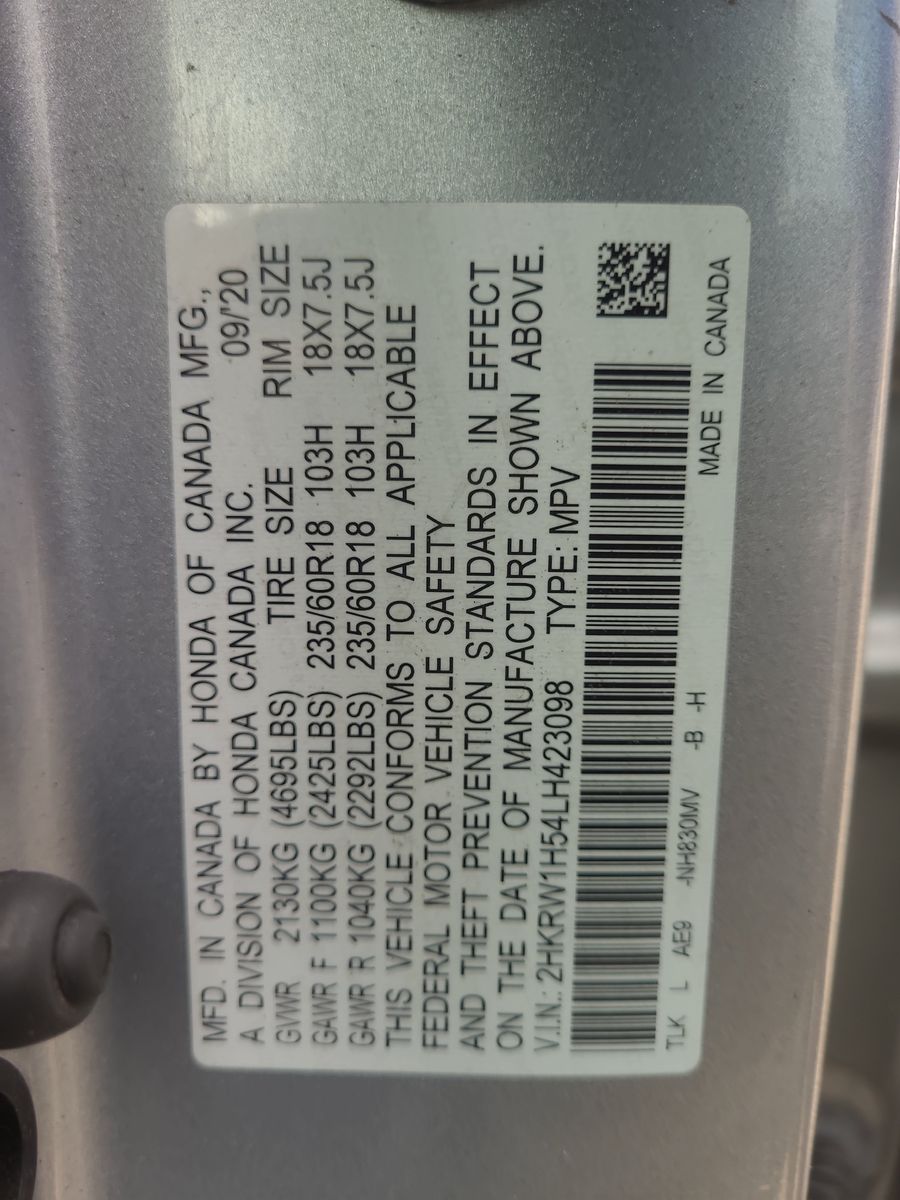 MFD. IN CANADA BY HONDA OF CANADA MFG.,
A DIVISION OF HONDA CANADA INC. 09/'20
GVWR 2130KG (4695LBS) TIRE SIZE RIM SIZE
GAWR F 1100KG (2425LBS) 235/60R18 103H 18X7.5J
GAWR R 1040KG (2292LBS) 235/60R18 103H 18X7.5J
THIS VEHICLE CONFORMS TO ALL APPLICABLE
FEDERAL MOTOR VEHICLE SAFETY
AND THEFT PREVENTION STANDARDS IN EFFECT
ON THE DATE OF MANUFACTURE SHOWN ABOVE.
V.I.N.: 2HKRW1H54LH423098 TYPE: MPV
TLK L AE9 -NH830MV -B -H
MADE IN CANADA